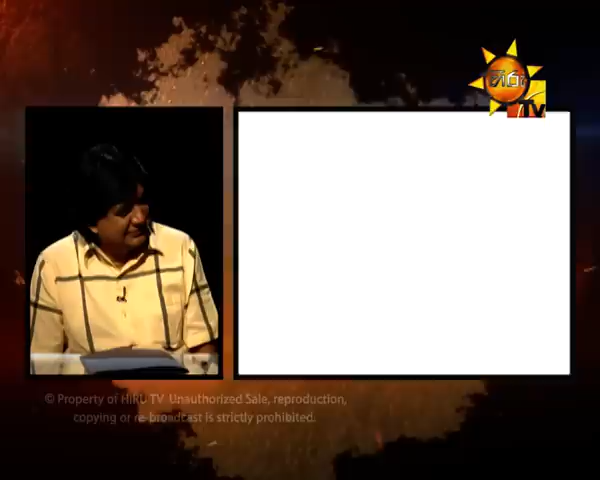 හිරු
Tv
© Property of HIRU TV Unauthorized Sale, reproduction,
copying or re-broadcast is strictly prohibited.